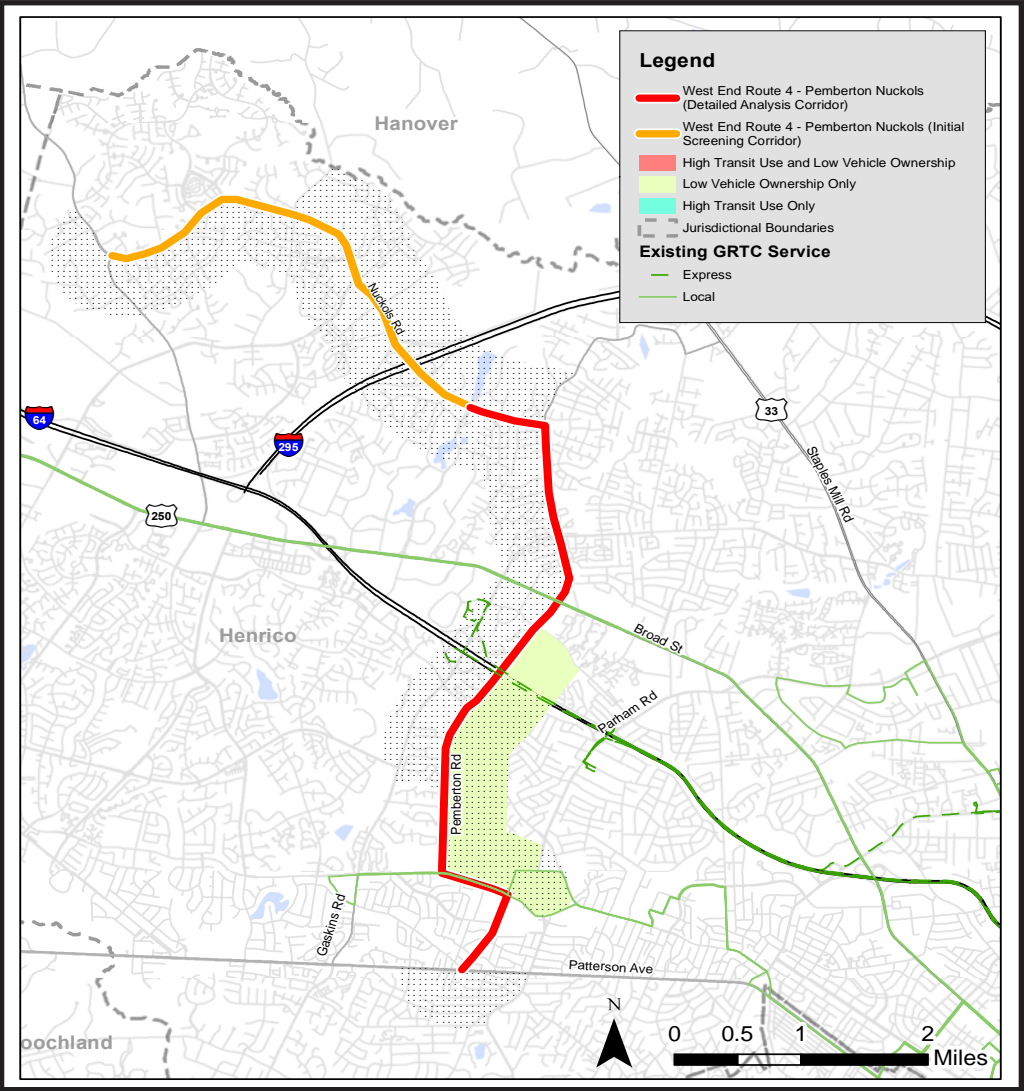 Legend
West End Route 4 - Pemberton Nuckols
(Detailed Analysis Corridor)
West End Route 4 - Pemberton Nuckols (Initial
Screening Corridor)
High Transit Use and Low Vehicle Ownership
Low Vehicle Ownership Only
High Transit Use Only
Jurisdictional Boundaries
Existing GRTC Service
Express
Local
Hanover
Nuckols Rd
64
295
33
Staples Mill Rd
250
Henrico
Broad St
Parham Rd
Pemberton Rd
Gaskins Rd
Patterson Ave
oochland
N
0 0.5 1 2
Miles